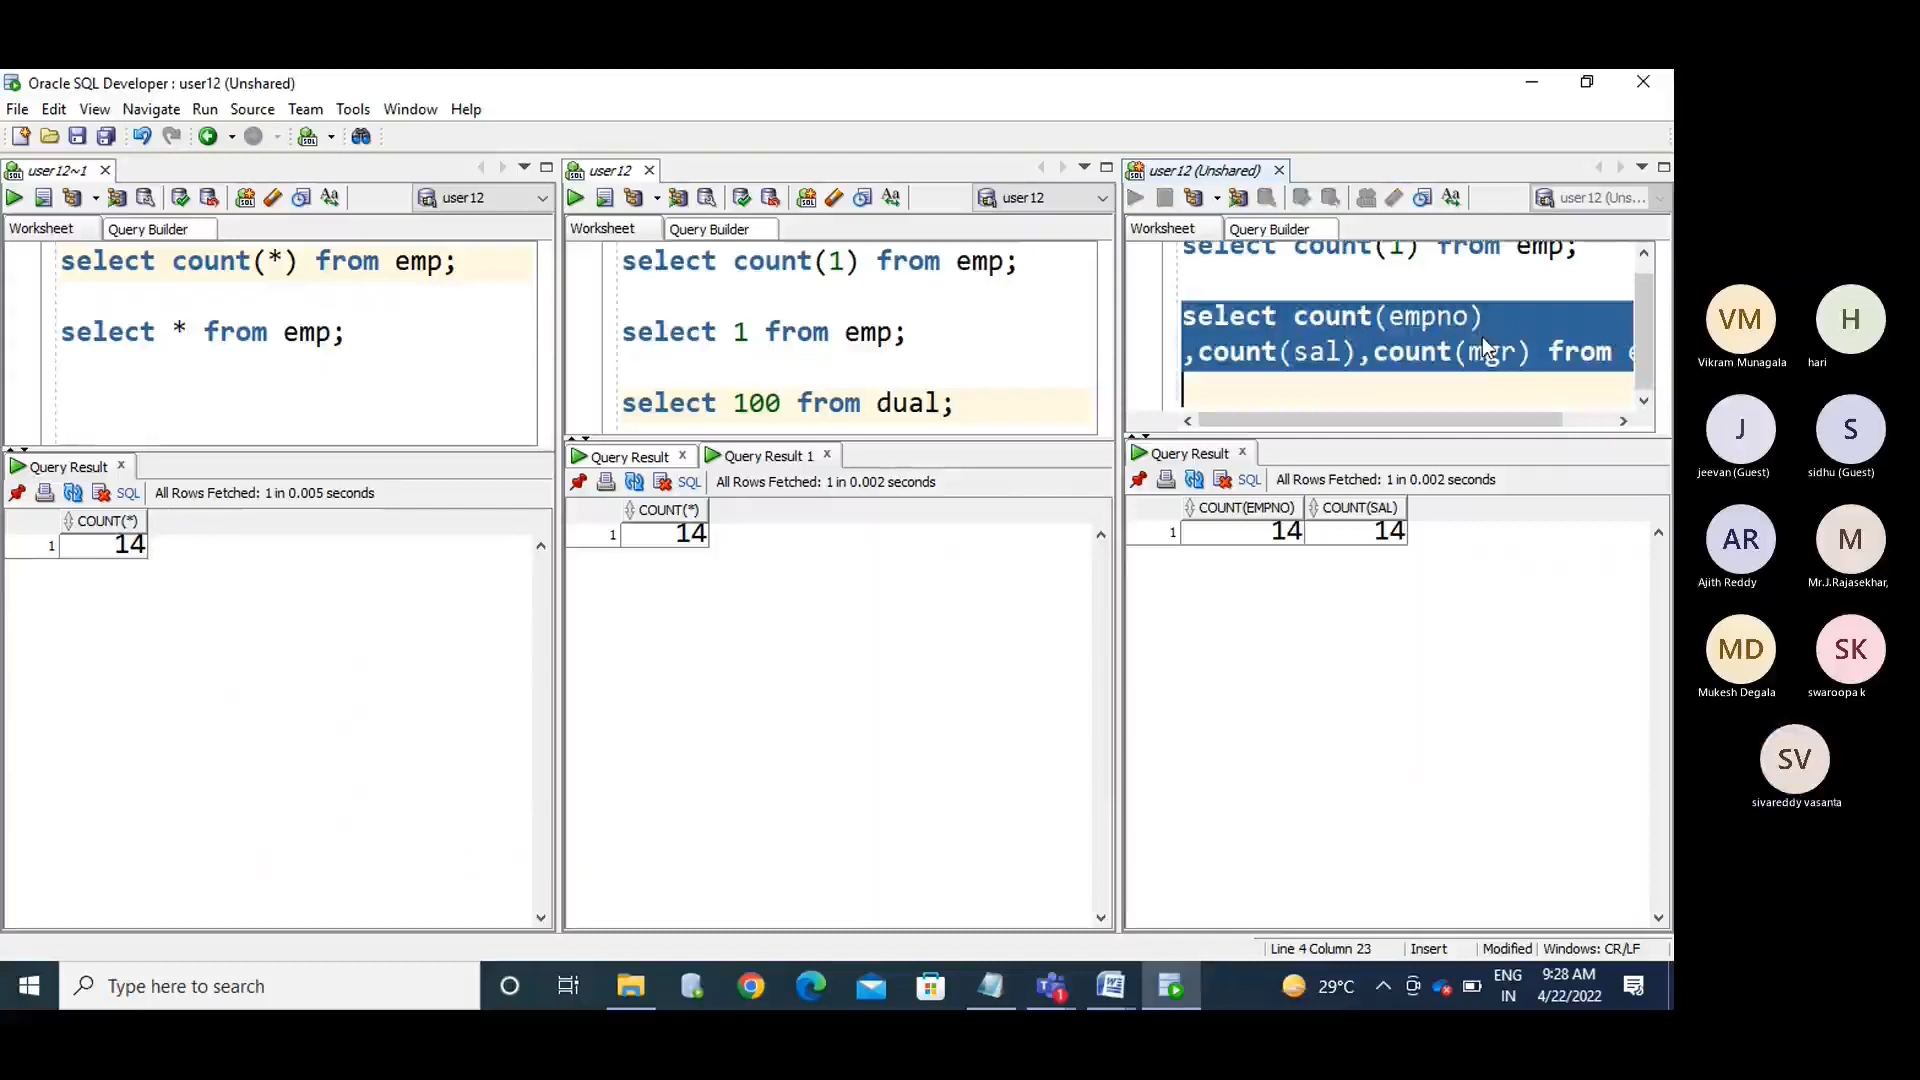 Oracle SQL Developer : user12 (Unshared)
File Edit View Navigate Run Source Team Tools Window Help
user12~1
user12
Worksheet Query Builder
select count(*) from emp;
select * from emp;
Query Result
SQL All Rows Fetched: 1 in 0.005 seconds
COUNT(*)
1 14
user12
user12
Worksheet Query Builder
select count(1) from emp;
select 1 from emp;
select 100 from dual;
Query Result Query Result 1
SQL All Rows Fetched: 1 in 0.002 seconds
COUNT(*)
1 14
user12 (Unshared)
user12 (Uns...
Worksheet Query Builder
select count(1) from emp;
select count(empno)
,count(sal),count(mgr) from
Query Result
SQL All Rows Fetched: 1 in 0.002 seconds
COUNT(EMPNO) COUNT(SAL)
1 14 14
Line 4 Column 23 Insert Modified Windows: CR/LF
Type here to search
1
29°C
ENG
IN
9:28 AM
4/22/2022
VM
Vikram Munagala
H
hari
J
jeevan (Guest)
S
sidhu (Guest)
AR
Ajith Reddy
M
Mr.J.Rajasekhar,
MD
Mukesh Degala
SK
swaroopa k
SV
sivareddy vasanta